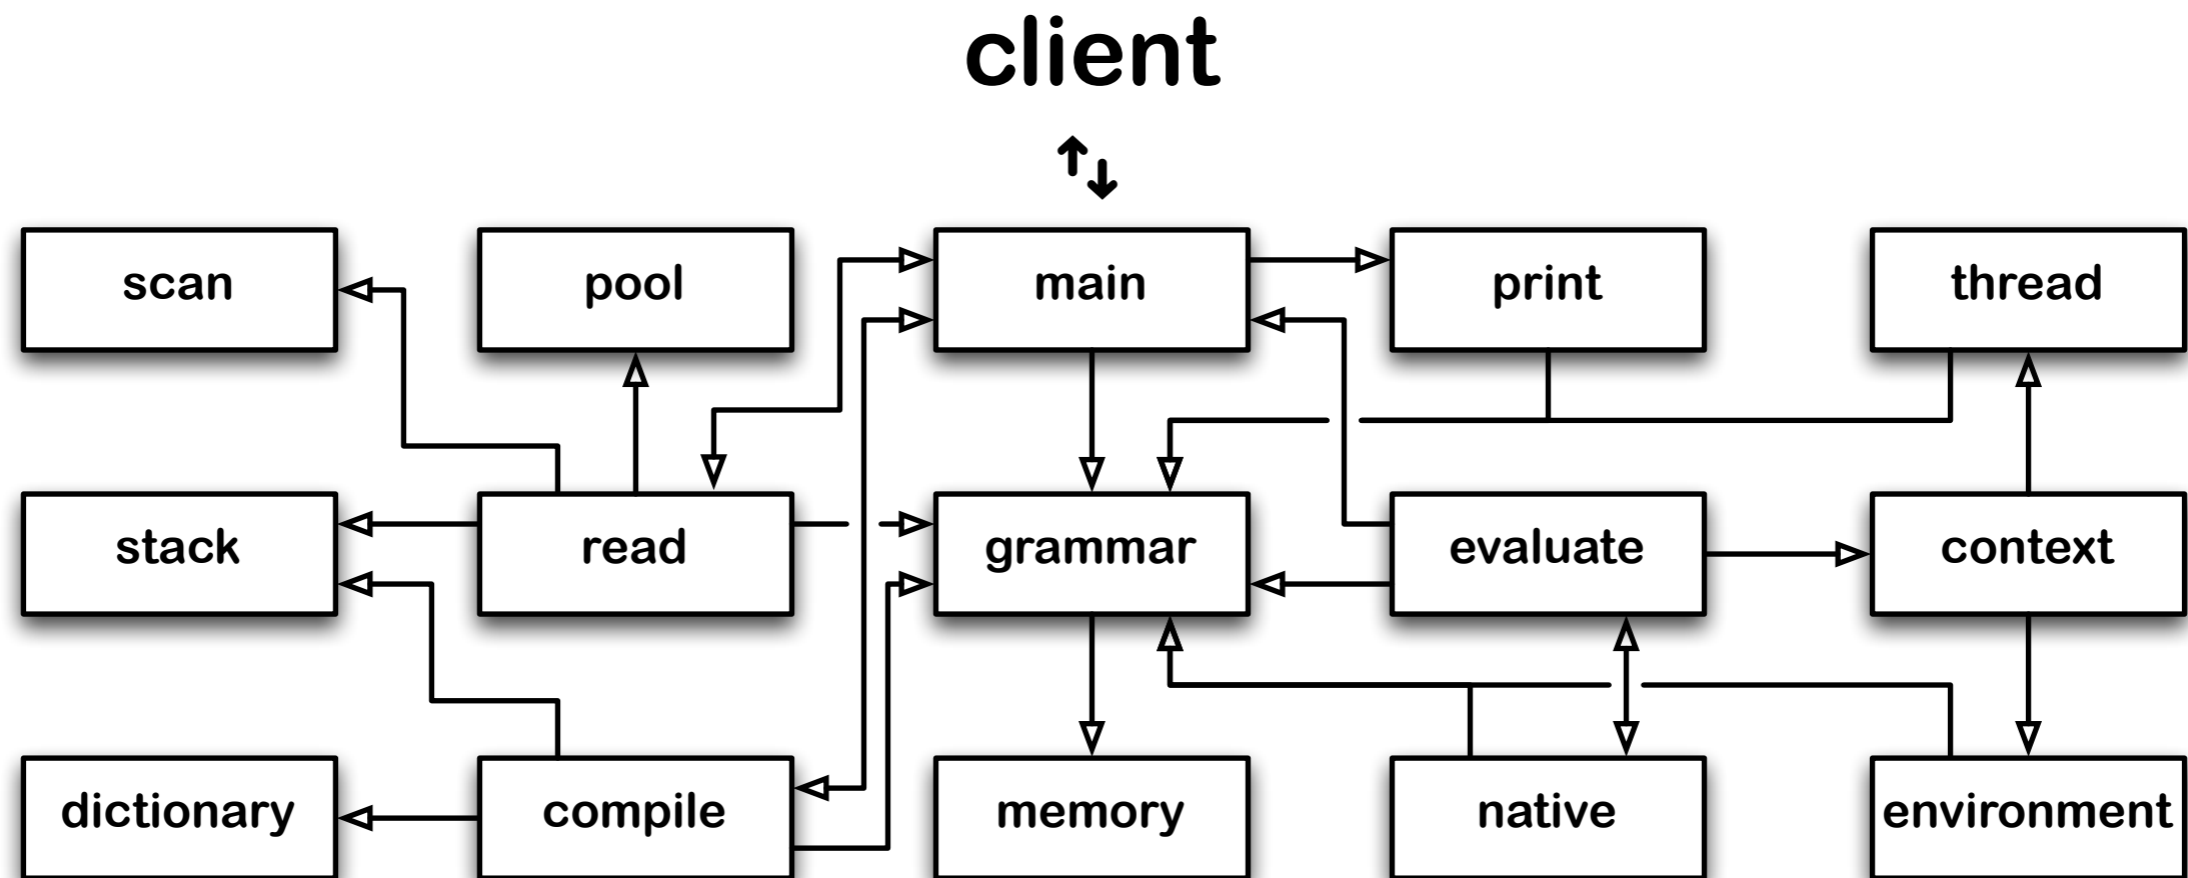 client
scan
pool
main
print
thread
stack
read
grammar
evaluate
context
dictionary
compile
memory
native
environment